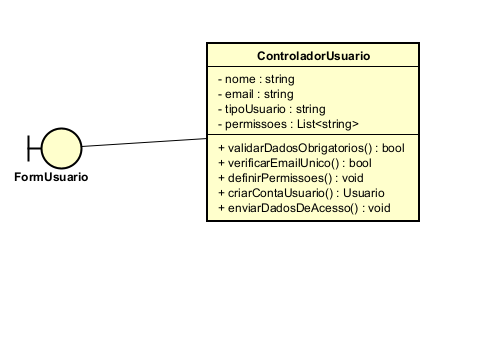 ControladorUsuario
- nome : string
- email : string
- tipoUsuario : string
- permissoes : List<string>
+ validarDadosObrigatorios() : bool
+ verificarEmailUnico() : bool
+ definirPermissoes() : void
+ criarContaUsuario() : Usuario
+ enviarDadosDeAcesso() : void
FormUsuario